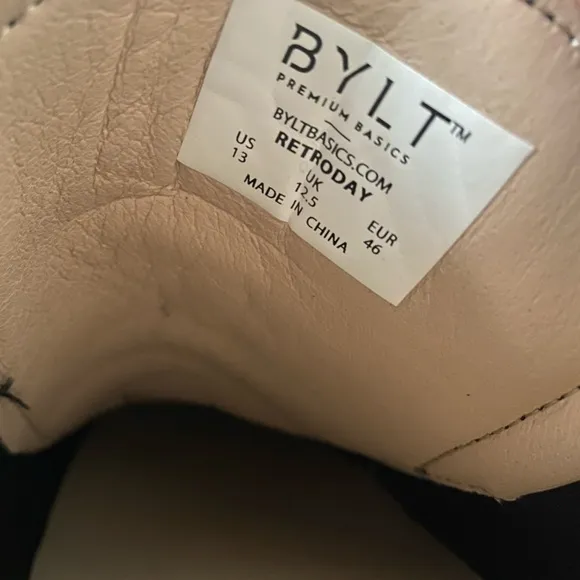 BYLT™
PREMIUM BASICS
BYLTBASICS.COM
RETRODAY
US UK EUR
13 12.5 46
MADE IN CHINA